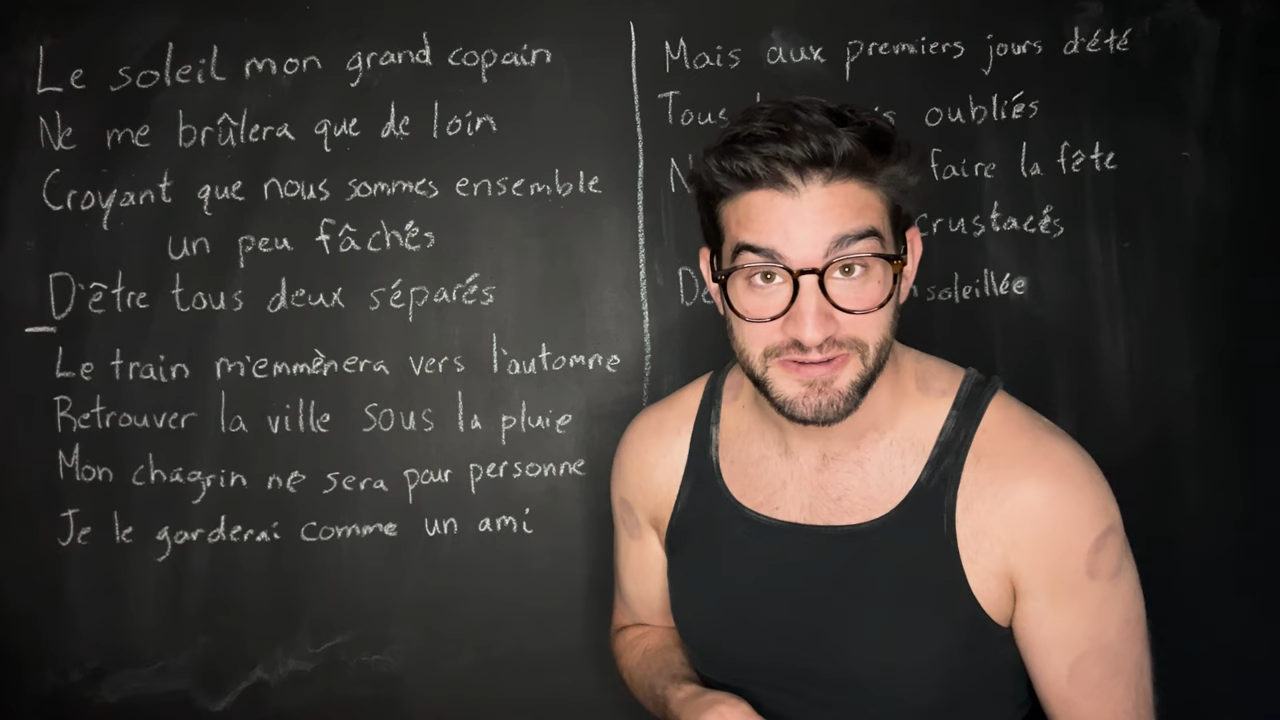 Le soleil mon grand copain
Ne me brûlera que de loin
Croyant que nous sommes ensemble
un peu fâchés
D'être tous deux séparés
Le train m'emmènera vers l'automne
Retrouver la ville sous la pluie
Mon chagrin ne sera pour personne
Je le garderai comme un ami
Mais aux premiers jours d'été
Tous oubliés
faire la fête
crustacés